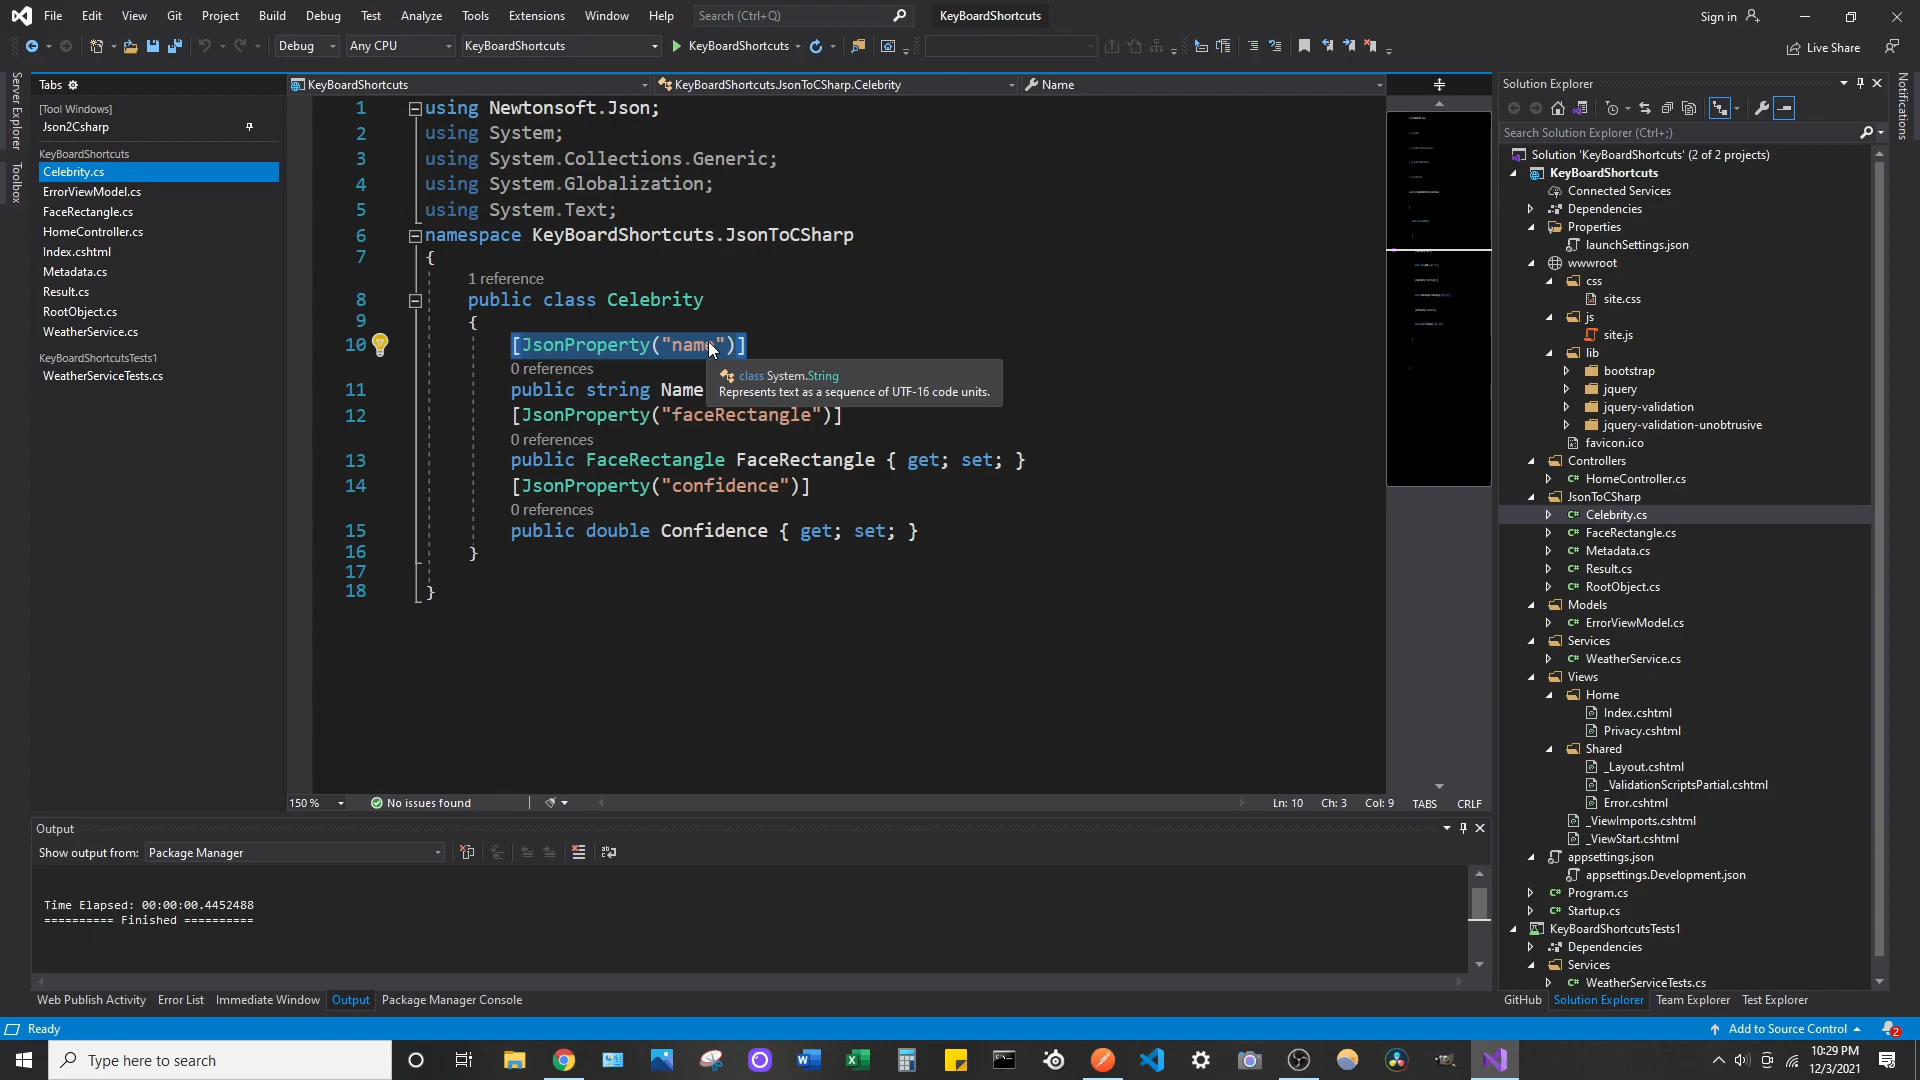 File Edit View Git Project Build Debug Test Analyze Tools Extensions Window Help Search (Ctrl+Q) KeyBoardShortcuts Sign in
Debug Any CPU KeyBoardShortcuts KeyBoardShortcuts Live Share
Server Explorer
Toolbox
Tabs
[Tool Windows]
Json2Csharp
KeyBoardShortcuts
Celebrity.cs
ErrorViewModel.cs
FaceRectangle.cs
HomeController.cs
Index.cshtml
Metadata.cs
Result.cs
RootObject.cs
WeatherService.cs
KeyBoardShortcutsTests1
WeatherServiceTests.cs
KeyBoardShortcuts KeyBoardShortcuts.JsonToCSharp.Celebrity Name
1 using Newtonsoft.Json;
2 using System;
3 using System.Collections.Generic;
4 using System.Globalization;
5 using System.Text;
6 namespace KeyBoardShortcuts.JsonToCSharp
7 {
1 reference
8 public class Celebrity
9 {
10 [JsonProperty("name")]
0 references
11 public string Name
class System.String
Represents text as a sequence of UTF-16 code units.
12 [JsonProperty("faceRectangle")]
0 references
13 public FaceRectangle FaceRectangle { get; set; }
14 [JsonProperty("confidence")]
0 references
15 public double Confidence { get; set; }
16 }
17
18 }
150 % No issues found Ln: 10 Ch: 3 Col: 9 TABS CRLF
Output
Show output from: Package Manager
Time Elapsed: 00:00:00.4452488
========== Finished ==========
Web Publish Activity Error List Immediate Window Output Package Manager Console
Solution Explorer
Search Solution Explorer (Ctrl+;)
Solution 'KeyBoardShortcuts' (2 of 2 projects)
KeyBoardShortcuts
Connected Services
Dependencies
Properties
launchSettings.json
wwwroot
css
site.css
js
site.js
lib
bootstrap
jquery
jquery-validation
jquery-validation-unobtrusive
favicon.ico
Controllers
HomeController.cs
JsonToCSharp
Celebrity.cs
FaceRectangle.cs
Metadata.cs
Result.cs
RootObject.cs
Models
ErrorViewModel.cs
Services
WeatherService.cs
Views
Home
Index.cshtml
Privacy.cshtml
Shared
_Layout.cshtml
_ValidationScriptsPartial.cshtml
Error.cshtml
_ViewImports.cshtml
_ViewStart.cshtml
appsettings.json
appsettings.Development.json
Program.cs
Startup.cs
KeyBoardShortcutsTests1
Dependencies
Services
WeatherServiceTests.cs
GitHub Solution Explorer Team Explorer Test Explorer
Notifications
Ready Add to Source Control 2
Type here to search
10:29 PM
12/3/2021